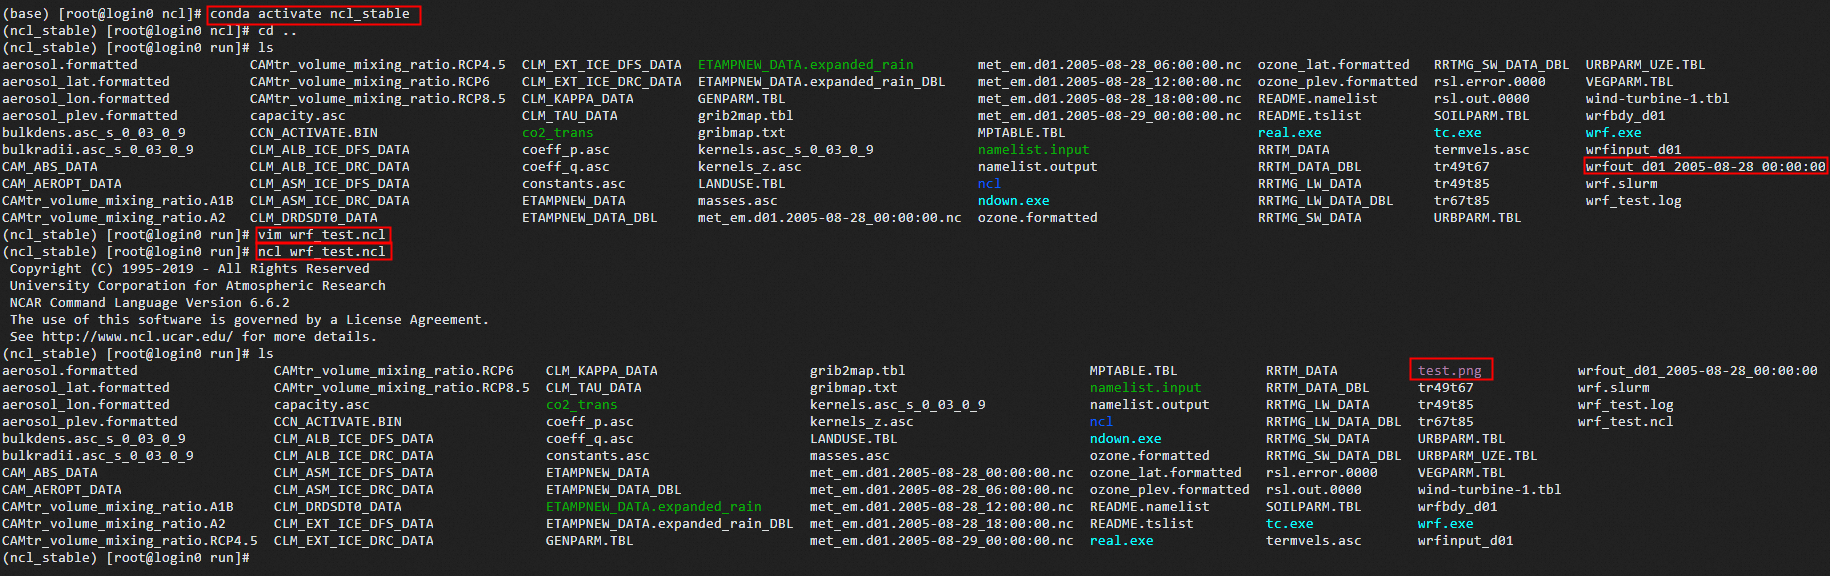 (base) [root@login0 ncl]# conda activate ncl_stable
(ncl_stable) [root@login0 ncl]# cd ..
(ncl_stable) [root@login0 run]# ls
aerosol.formatted CAMtr_volume_mixing_ratio.RCP4.5 CLM_EXT_ICE_DFS_DATA ETAMPNEW_DATA.expanded_rain met_em.d01.2005-08-28_06:00:00.nc ozone_lat.formatted RRTMG_SW_DATA_DBL URBPARM_UZE.TBL
aerosol_lat.formatted CAMtr_volume_mixing_ratio.RCP6 CLM_EXT_ICE_DRC_DATA ETAMPNEW_DATA.expanded_rain_DBL met_em.d01.2005-08-28_12:00:00.nc ozone_plev.formatted rsl.error.0000 VEGPARM.TBL
aerosol_lon.formatted CAMtr_volume_mixing_ratio.RCP8.5 CLM_KAPPA_DATA GENPARM.TBL met_em.d01.2005-08-28_18:00:00.nc README.namelist rsl.out.0000 wind-turbine-1.tbl
aerosol_plev.formatted capacity.asc CLM_TAU_DATA grib2map.tbl met_em.d01.2005-08-29_00:00:00.nc README.tslist SOILPARM.TBL wrfbdy_d01
bulkdens.asc_s_0_03_0_9 CCN_ACTIVATE.BIN co2_trans gribmap.txt MPTABLE.TBL real.exe tc.exe wrf.exe
bulkradii.asc_s_0_03_0_9 CLM_ALB_ICE_DFS_DATA coeff_p.asc kernels.asc_s_0_03_0_9 namelist.input RRTM_DATA termvels.asc wrfinput_d01
CAM_ABS_DATA CLM_ALB_ICE_DRC_DATA coeff_q.asc kernels_z.asc namelist.output RRTM_DATA_DBL tr49t67 wrfout_d01_2005-08-28_00:00:00
CAM_AEROPT_DATA CLM_ASM_ICE_DFS_DATA constants.asc LANDUSE.TBL ncl RRTMG_LW_DATA tr49t85 wrf.slurm
CAMtr_volume_mixing_ratio.A1B CLM_ASM_ICE_DRC_DATA ETAMPNEW_DATA masses.asc ndown.exe RRTMG_LW_DATA_DBL tr67t85 wrf_test.log
CAMtr_volume_mixing_ratio.A2 CLM_DRDSDT0_DATA ETAMPNEW_DATA_DBL met_em.d01.2005-08-28_00:00:00.nc ozone.formatted RRTMG_SW_DATA URBPARM.TBL
(ncl_stable) [root@login0 run]# vim wrf_test.ncl
(ncl_stable) [root@login0 run]# ncl wrf_test.ncl
Copyright (C) 1995-2019 - All Rights Reserved
University Corporation for Atmospheric Research
NCAR Command Language Version 6.6.2
The use of this software is governed by a License Agreement.
See http://www.ncl.ucar.edu/ for more details.
(ncl_stable) [root@login0 run]# ls
aerosol.formatted CAMtr_volume_mixing_ratio.RCP6 CLM_KAPPA_DATA grib2map.tbl MPTABLE.TBL RRTM_DATA test.png wrfout_d01_2005-08-28_00:00:00
aerosol_lat.formatted CAMtr_volume_mixing_ratio.RCP8.5 CLM_TAU_DATA gribmap.txt namelist.input RRTM_DATA_DBL tr49t67 wrf.slurm
aerosol_lon.formatted capacity.asc co2_trans kernels.asc_s_0_03_0_9 namelist.output RRTMG_LW_DATA tr49t85 wrf_test.log
aerosol_plev.formatted CCN_ACTIVATE.BIN coeff_p.asc kernels_z.asc ncl RRTMG_LW_DATA_DBL tr67t85 wrf_test.ncl
bulkdens.asc_s_0_03_0_9 CLM_ALB_ICE_DFS_DATA coeff_q.asc LANDUSE.TBL ndown.exe RRTMG_SW_DATA URBPARM.TBL
bulkradii.asc_s_0_03_0_9 CLM_ALB_ICE_DRC_DATA constants.asc masses.asc ozone.formatted RRTMG_SW_DATA_DBL URBPARM_UZE.TBL
CAM_ABS_DATA CLM_ASM_ICE_DFS_DATA ETAMPNEW_DATA met_em.d01.2005-08-28_00:00:00.nc ozone_lat.formatted rsl.error.0000 VEGPARM.TBL
CAM_AEROPT_DATA CLM_ASM_ICE_DRC_DATA ETAMPNEW_DATA_DBL met_em.d01.2005-08-28_06:00:00.nc ozone_plev.formatted rsl.out.0000 wind-turbine-1.tbl
CAMtr_volume_mixing_ratio.A1B CLM_DRDSDT0_DATA ETAMPNEW_DATA.expanded_rain met_em.d01.2005-08-28_12:00:00.nc README.namelist SOILPARM.TBL wrfbdy_d01
CAMtr_volume_mixing_ratio.A2 CLM_EXT_ICE_DFS_DATA ETAMPNEW_DATA.expanded_rain_DBL met_em.d01.2005-08-28_18:00:00.nc README.tslist tc.exe wrf.exe
CAMtr_volume_mixing_ratio.RCP4.5 CLM_EXT_ICE_DRC_DATA GENPARM.TBL met_em.d01.2005-08-29_00:00:00.nc real.exe termvels.asc wrfinput_d01
(ncl_stable) [root@login0 run]#